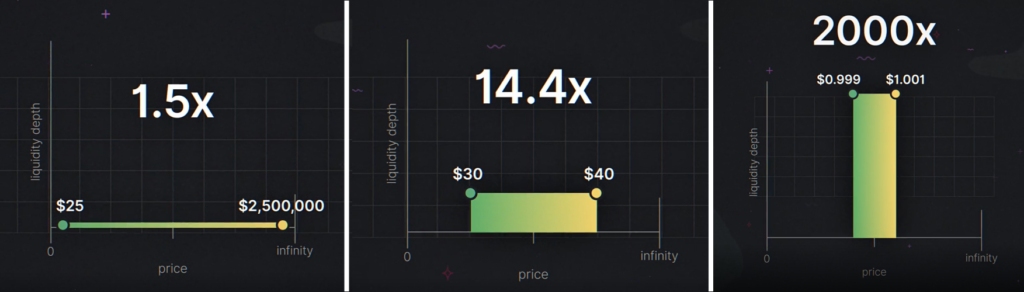 1.5x
liquidity depth
$25 $2,500,000
0 infinity
price
14.4x
liquidity depth
$30 $40
0 infinity
price
2000x
$0.999 $1.001
liquidity depth
0 infinity
price